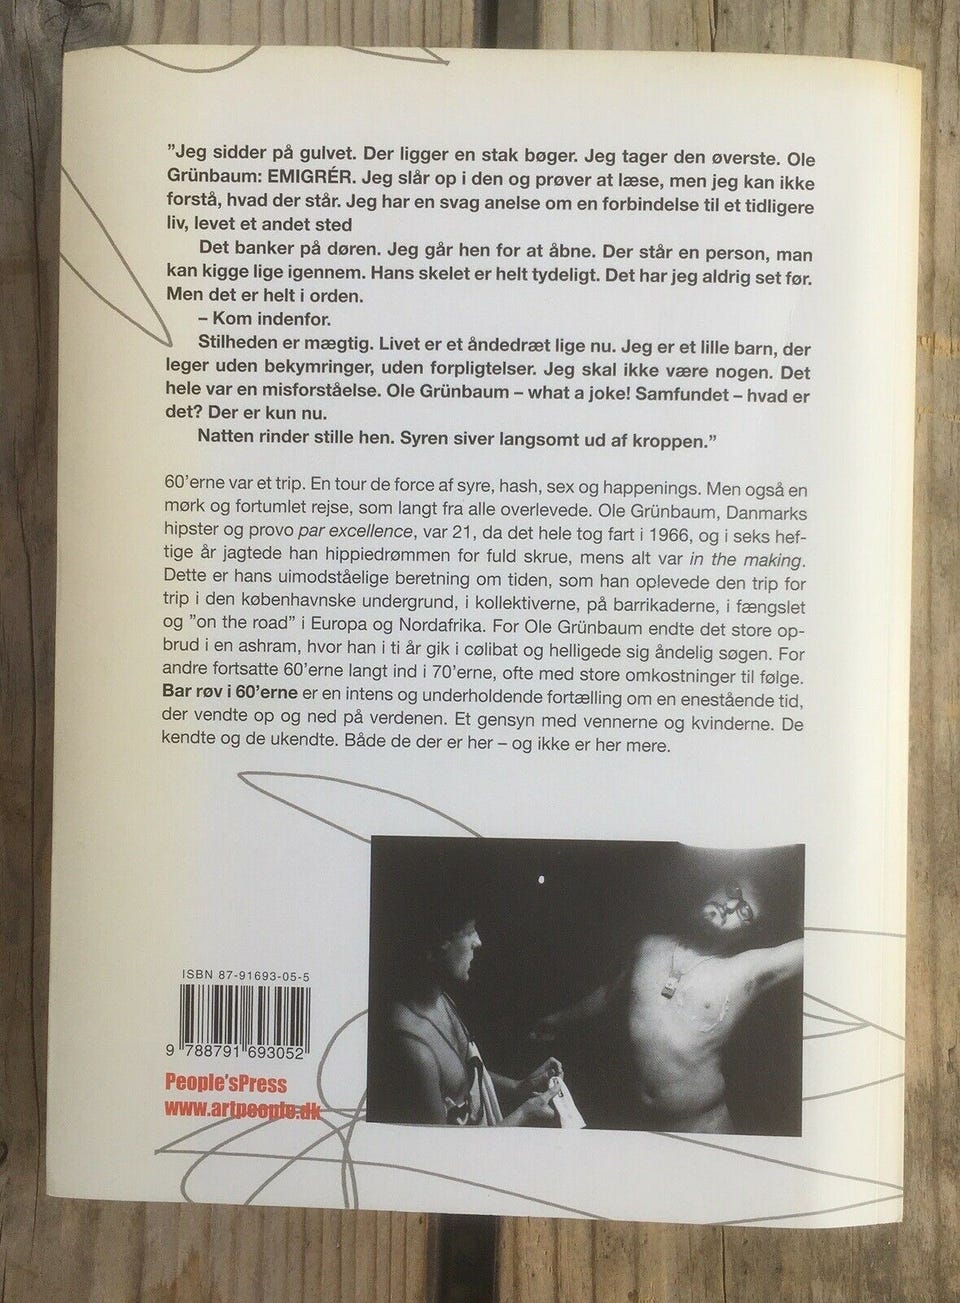 ”Jeg sidder på gulvet. Der ligger en stak bøger. Jeg tager den øverste. Ole
Grünbaum: EMIGRÉR. Jeg slår op i den og prøver at læse, men jeg kan ikke
forstå, hvad der står. Jeg har en svag anelse om en forbindelse til et tidligere
liv, levet et andet sted
Det banker på døren. Jeg går hen for at åbne. Der står en person, man
kan kigge lige igennem. Hans skelet er helt tydeligt. Det har jeg aldrig set før.
Men det er helt i orden.
– Kom indenfor.
Stilheden er mægtig. Livet er et åndedræt lige nu. Jeg er et lille barn, der
leger uden bekymringer, uden forpligtelser. Jeg skal ikke være nogen. Det
hele var en misforståelse. Ole Grünbaum – what a joke! Samfundet – hvad er
det? Der er kun nu.
Natten rinder stille hen. Syren siver langsomt ud af kroppen.”
60’erne var et trip. En tour de force af syre, hash, sex og happenings. Men også en
mørk og fortumlet rejse, som langt fra alle overlevede. Ole Grünbaum, Danmarks
hipster og provo par excellence, var 21, da det hele tog fart i 1966, og i seks hef-
tige år jagtede han hippiedrømmen for fuld skrue, mens alt var in the making.
Dette er hans uimodståelige beretning om tiden, som han oplevede den trip for
trip i den københavnske undergrund, i kollektiverne, på barrikaderne, i fængslet
og ”on the road” i Europa og Nordafrika. For Ole Grünbaum endte det store op-
brud i en ashram, hvor han i ti år gik i cølibat og helligede sig åndelig søgen. For
andre fortsatte 60’erne langt ind i 70’erne, ofte med store omkostninger til følge.
Bar røv i 60’erne er en intens og underholdende fortælling om en enestående tid,
der vendte op og ned på verdenen. Et gensyn med vennerne og kvinderne. De
kendte og de ukendte. Både de der er her – og ikke er her mere.
ISBN 87-91693-05-5
9 788791 693052
People’sPress
www.artpeople.dk